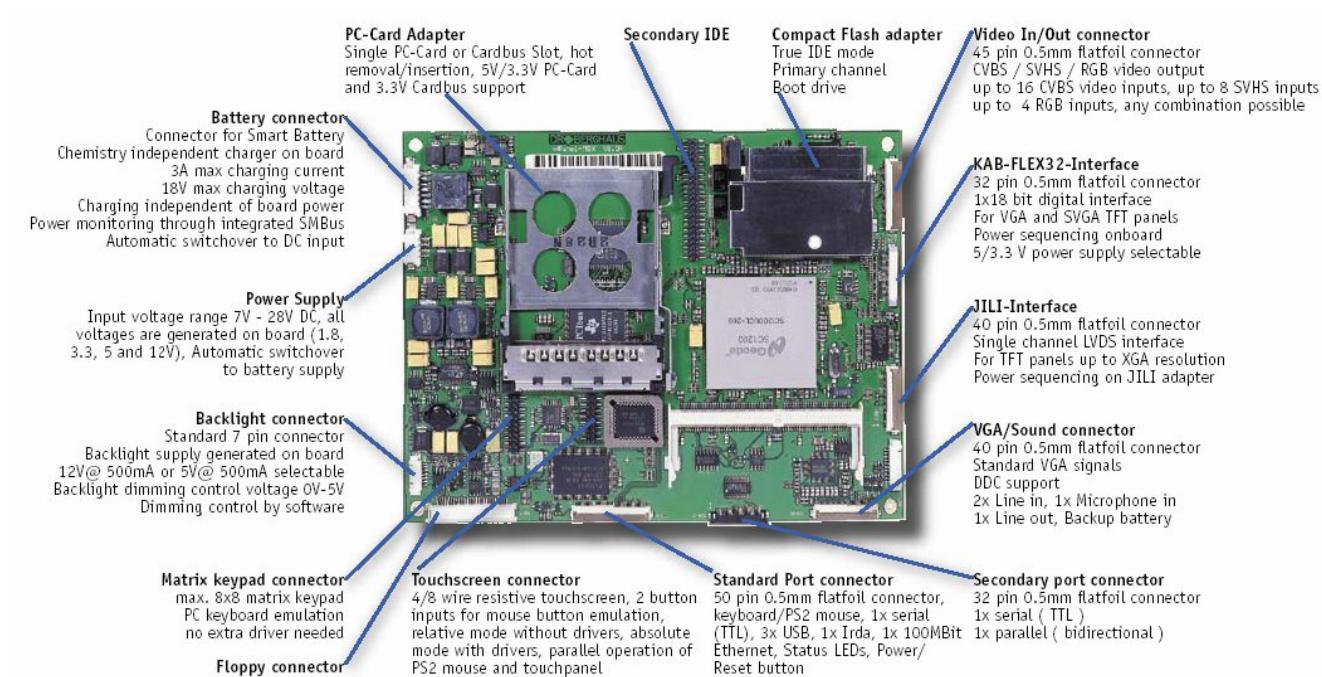 PC-Card Adapter
Single PC-Card or Cardbus Slot, hot
removal/insertion, 5V/3.3V PC-Card
and 3.3V Cardbus support
Secondary IDE
Compact Flash adapter
True IDE mode
Primary channel
Boot drive
Video In/Out connector
45 pin 0.5mm flatfoil connector
CVBS / SVHS / RGB video output
up to 16 CVBS video inputs, up to 8 SVHS inputs
up to 4 RGB inputs, any combination possible
Battery connector
Connector for Smart Battery
Chemistry independent charger on board
3A max charging current
18V max charging voltage
Charging independent of board power
Power monitoring through integrated SMBus
Automatic switchover to DC input
KAB-FLEX32-Interface
32 pin 0.5mm flatfoil connector
1x18 bit digital interface
For VGA and SVGA TFT panels
Power sequencing onboard
5/3.3 V power supply selectable
Power Supply
Input voltage range 7V - 28V DC, all
voltages are generated on board (1.8,
3.3, 5 and 12V), Automatic switchover
to battery supply
JILI-Interface
40 pin 0.5mm flatfoil connector
Single channel LVDS interface
For TFT panels up to XGA resolution
Power sequencing on JILI adapter
Backlight connector
Standard 7 pin connector
Backlight supply generated on board
12V@ 500mA or 5V@ 500mA selectable
Backlight dimming control voltage 0V-5V
Dimming control by software
VGA/Sound connector
40 pin 0.5mm flatfoil connector
Standard VGA signals
DDC support
2x Line in, 1x Microphone in
1x Line out, Backup battery
Matrix keypad connector
max. 8x8 matrix keypad
PC keyboard emulation
no extra driver needed
Floppy connector
Touchscreen connector
4/8 wire resistive touchscreen, 2 button
inputs for mouse button emulation,
relative mode without drivers, absolute
mode with drivers, parallel operation of
PS2 mouse and touchpanel
Standard Port connector
50 pin 0.5mm flatfoil connector,
keyboard/PS2 mouse, 1x serial
(TTL), 3x USB, 1x Irda, 1x 100MBit
Ethernet, Status LEDs, Power/
Reset button
Secondary port connector
32 pin 0.5mm flatfoil connector
1x serial ( TTL )
1x parallel ( bidirectional )
DR. BERGHAUS
PCIbus
Geode
SC1200
SC1200UCL-266